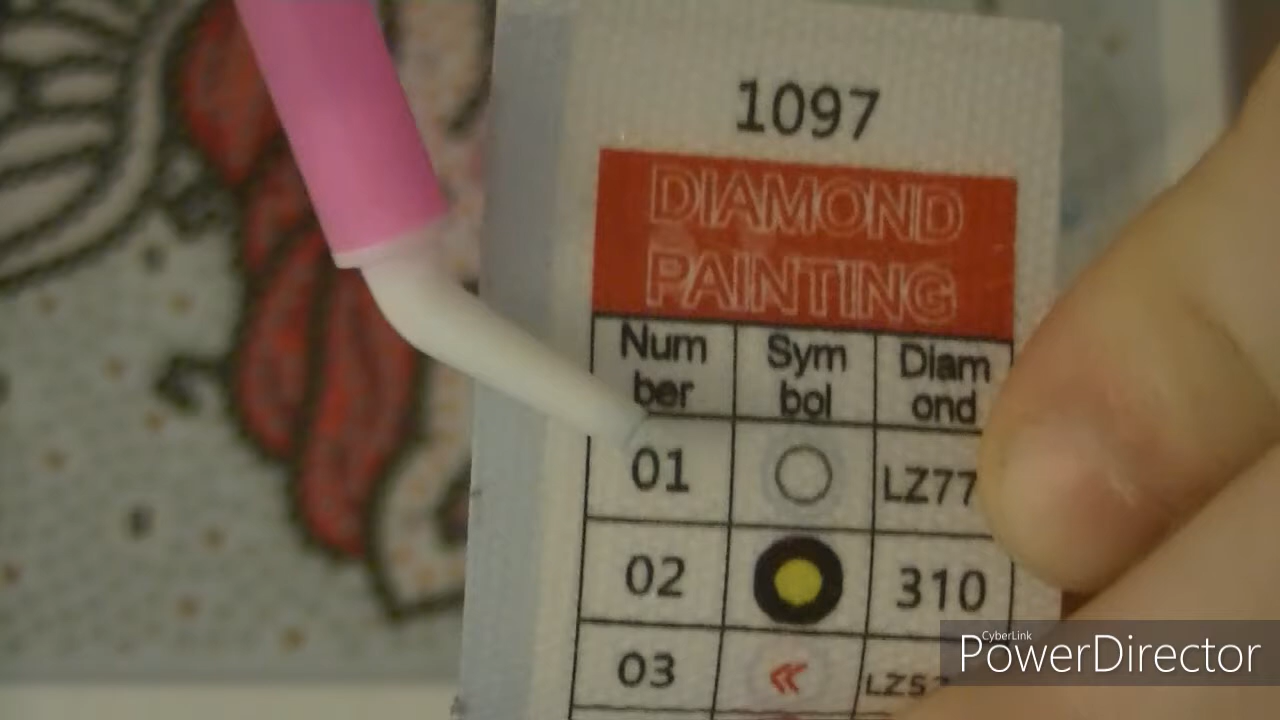 1097
DIAMOND
PAINTING
Num
ber
Sym
bol
Diam
ond
01
LZ77
02
310
03
CyberLink
PowerDirector